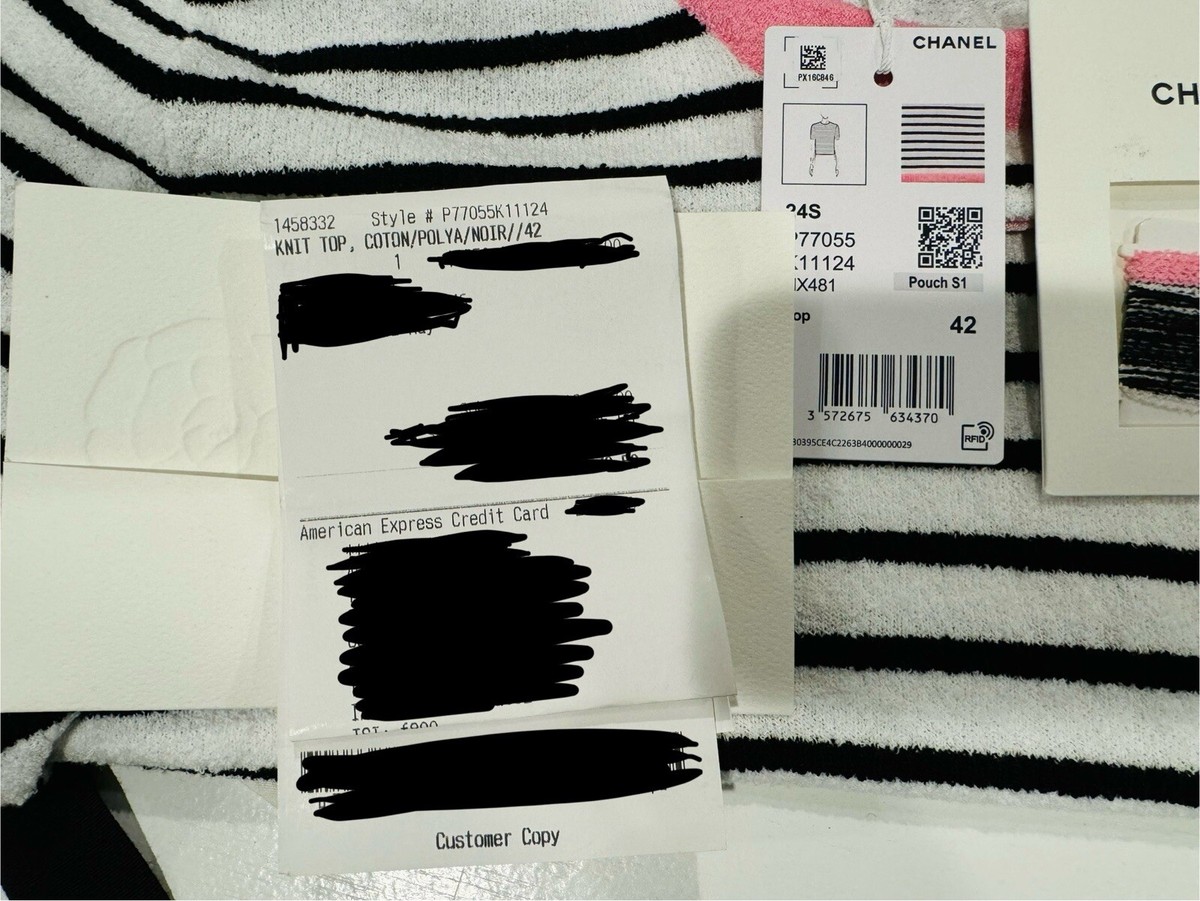 1458332 Style # P77055K11124
KNIT TOP, COTON/POLYA/NOIR//42
1
American Express Credit Card
Customer Copy
CHANEL
PX16C846
24S
P77055
K11124
NX481
Pouch S1
42
3 572675 634370
30395CE4C2263B4000000029
RFID
CH